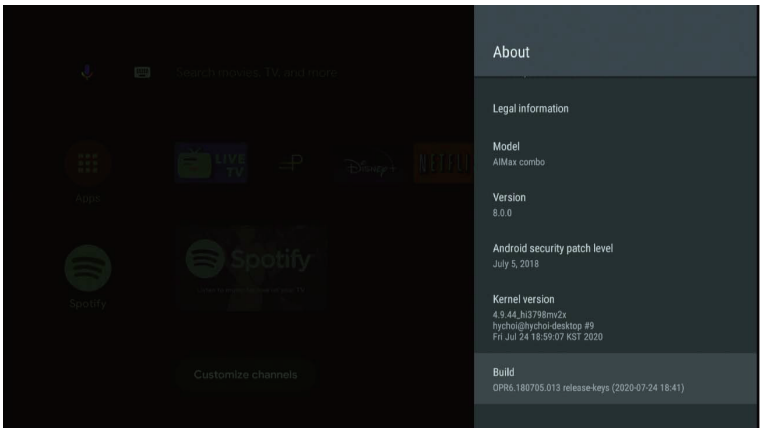 Search movies, TV, and more
LIVE
TV
Disney+
NETFLI
Apps
Spotify
Spotify
Customize channels
About
Legal information
Model
AIMax combo
Version
8.0.0
Android security patch level
July 5, 2018
Kernel version
4.9.44_hi3798mv2x
hychoi@hychoi-desktop #9
Fri Jul 24 18:59:07 KST 2020
Build
OPR6.180705.013 release-keys (2020-07-24 18:41)